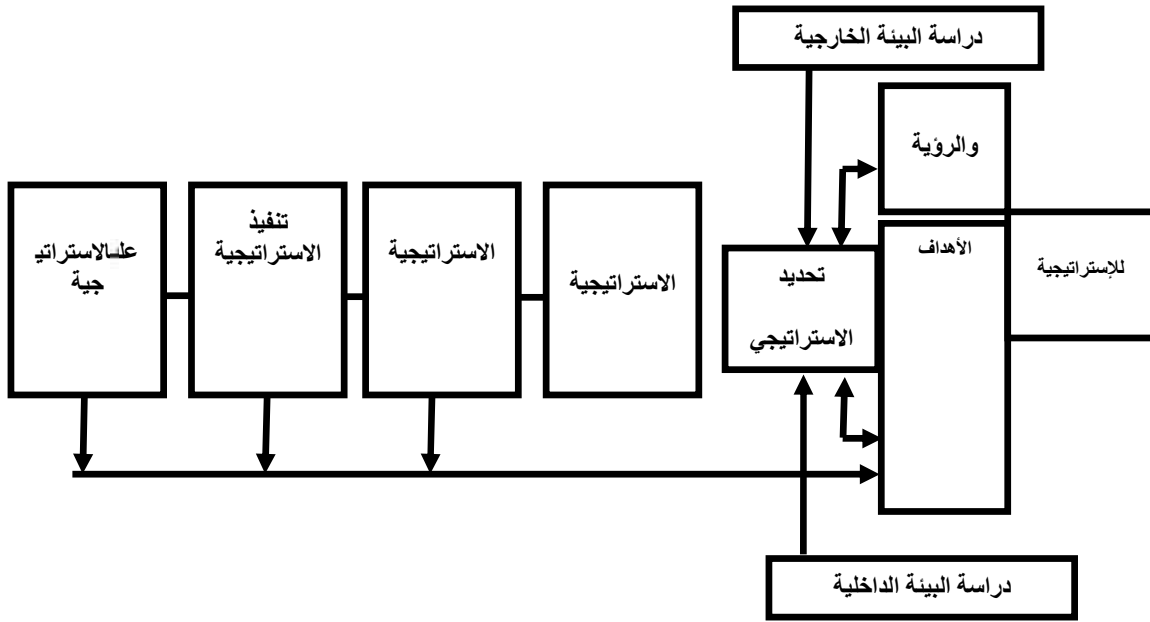 دراسة البيئة الخارجية
والرؤية
للإستراتيجية
الأهداف
تحديد
الاستراتيجي
الاستراتيجية
الاستراتيجية
تنفيذ
الاستراتيجية
جية
دراسة البيئة الداخلية